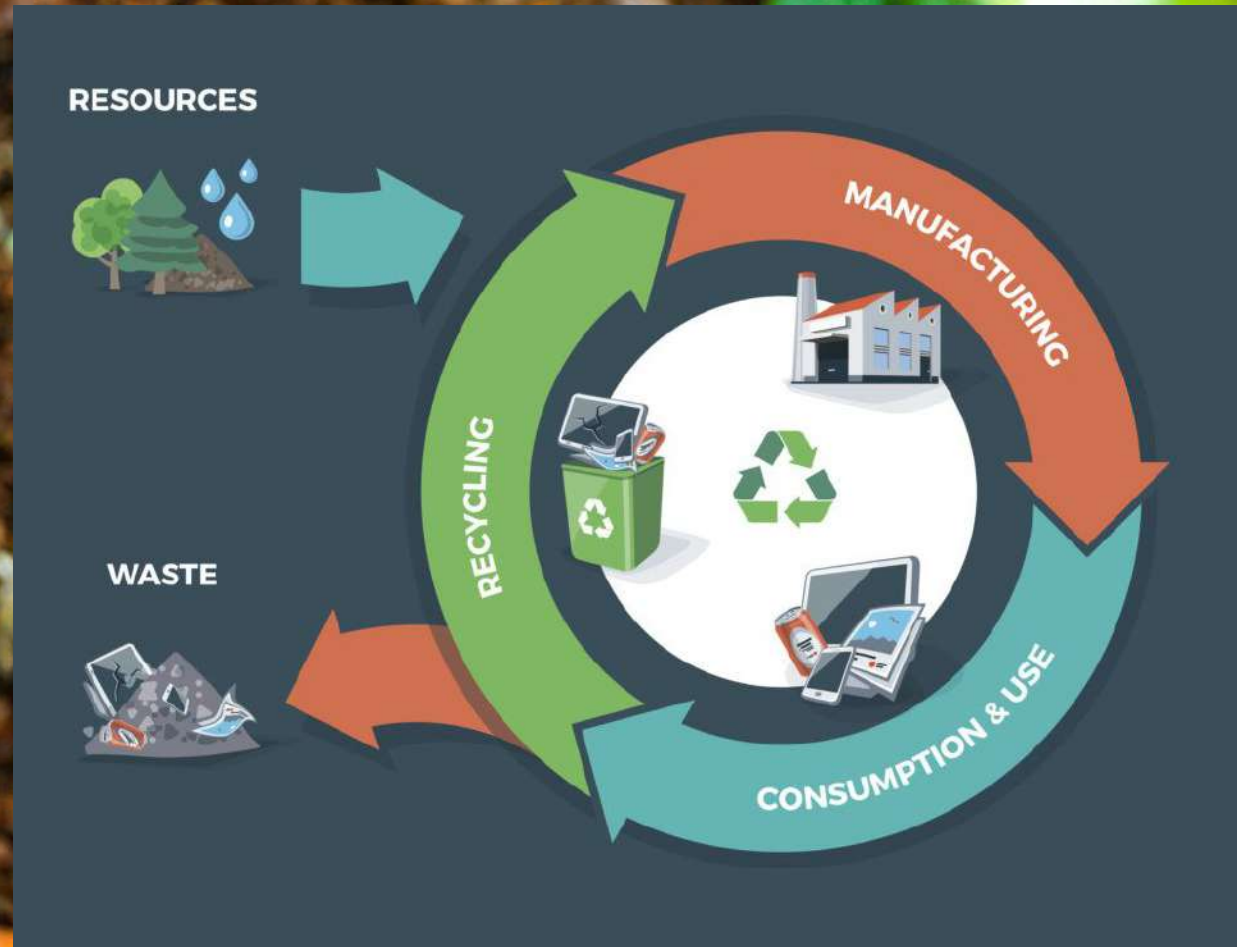 RESOURCES
MANUFACTURING
RECYCLING
WASTE
CONSUMPTION & USE